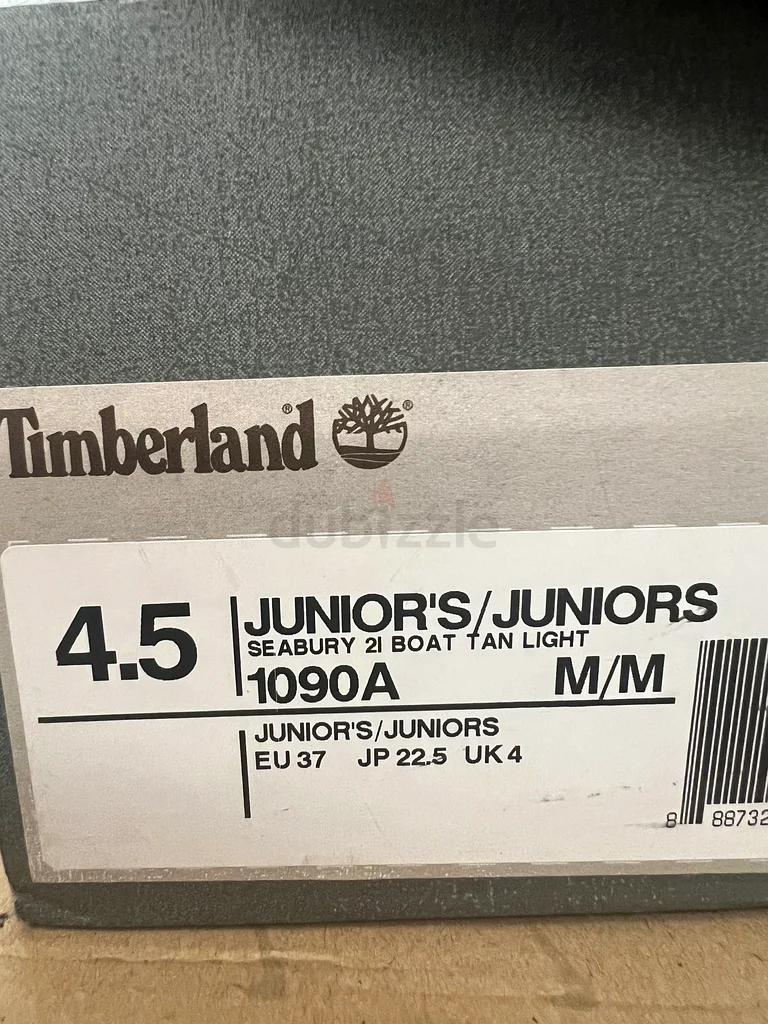 Timberland® ®
dubizzle
4.5 JUNIOR'S/JUNIORS
SEABURY 2I BOAT TAN LIGHT
1090A M/M
JUNIOR'S/JUNIORS
EU 37 JP 22.5 UK 4
8 88732